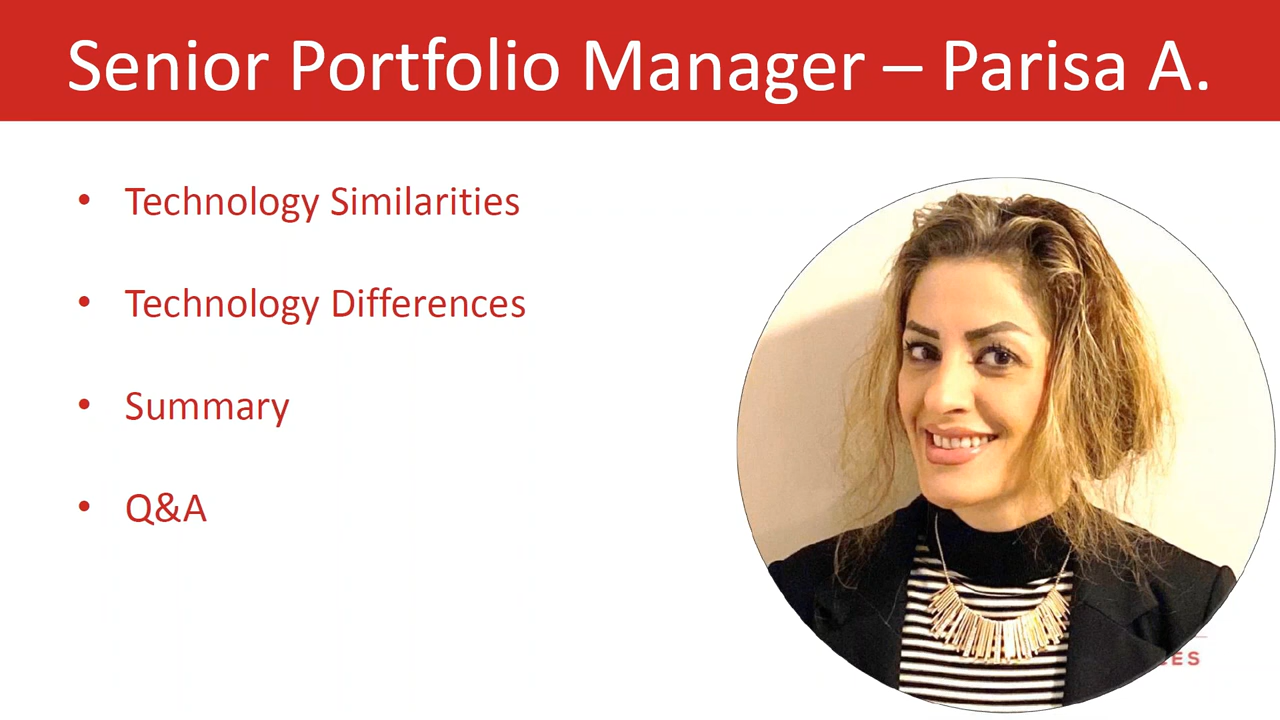 Senior Portfolio Manager – Parisa A.
• Technology Similarities
• Technology Differences
• Summary
• Q&A